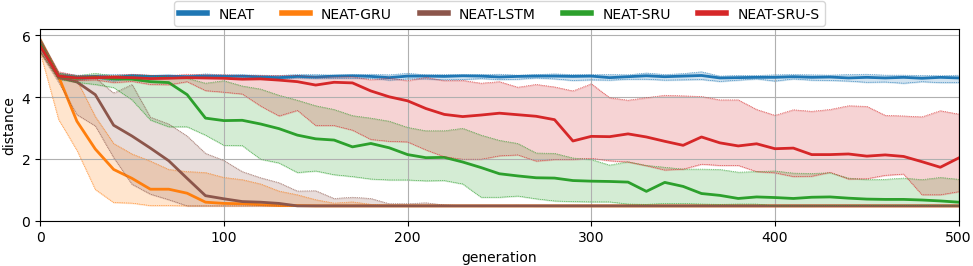 NEAT NEAT-GRU NEAT-LSTM NEAT-SRU NEAT-SRU-S
6
4
2
0
distance
0 100 200 300 400 500
generation